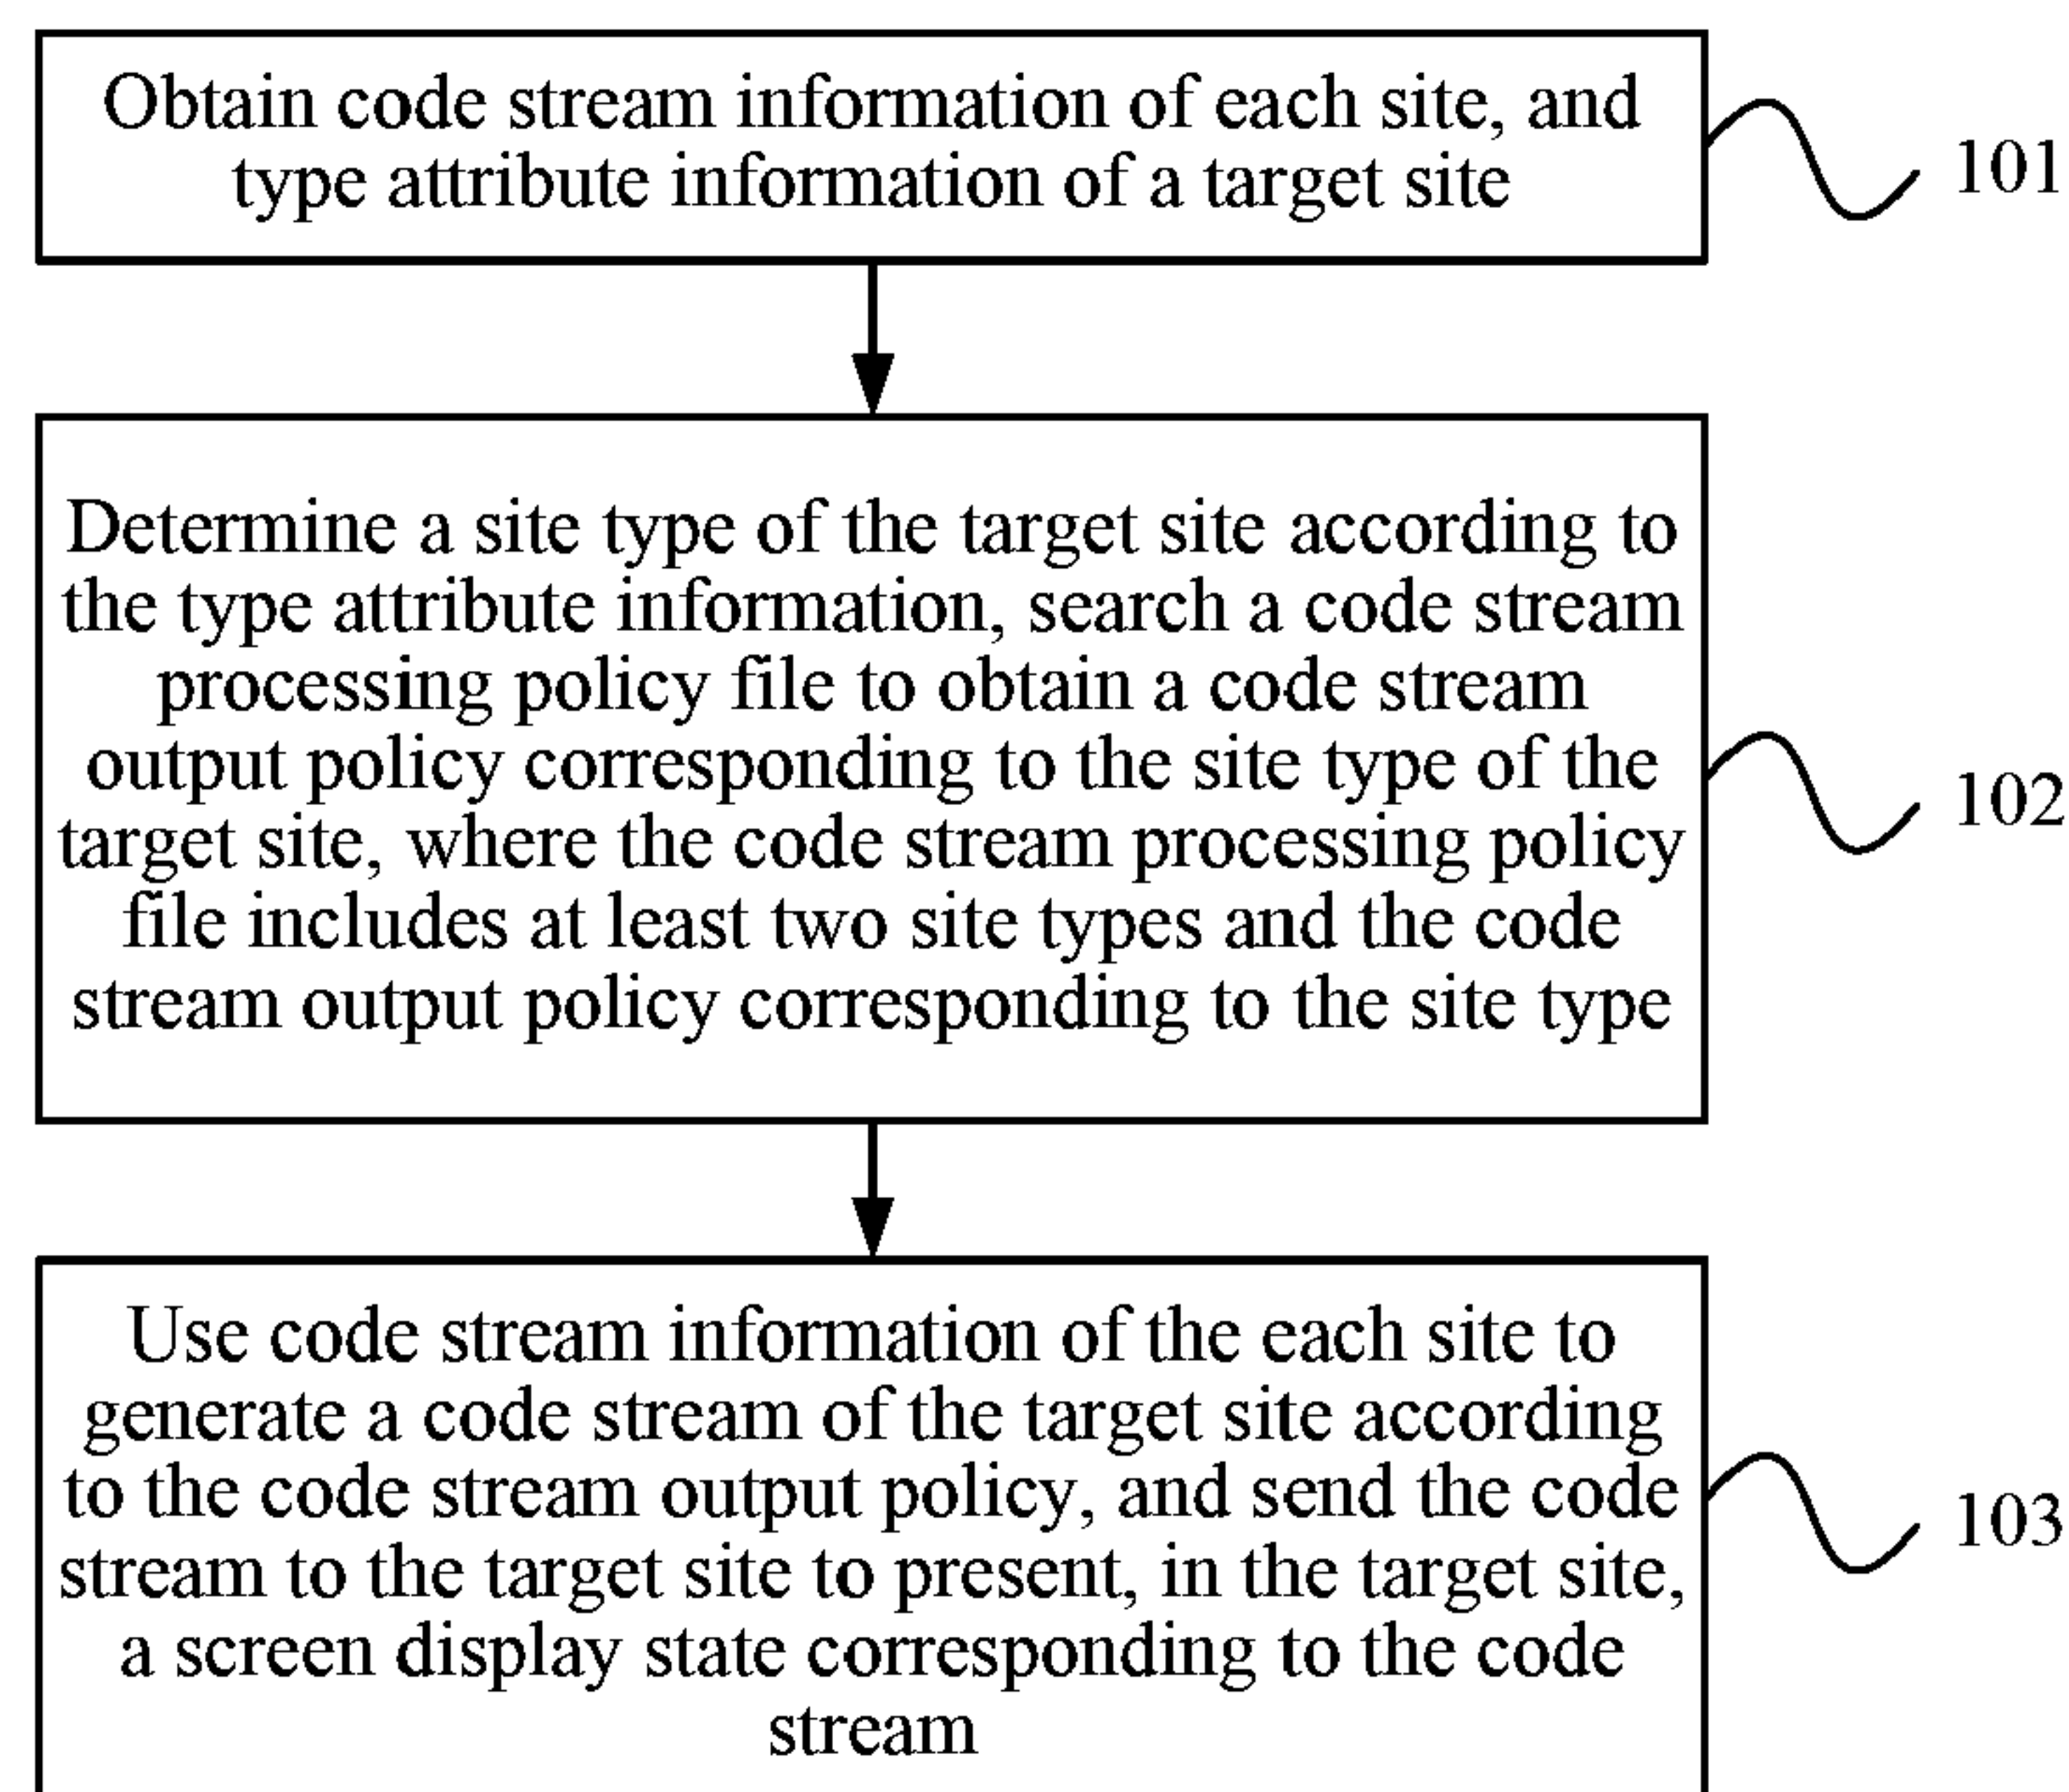 Obtain code stream information of each site, and
type attribute information of a target site
101
Determine a site type of the target site according to
the type attribute information, search a code stream
processing policy file to obtain a code stream
output policy corresponding to the site type of the
target site, where the code stream processing policy
file includes at least two site types and the code
stream output policy corresponding to the site type
102
Use code stream information of the each site to
generate a code stream of the target site according
to the code stream output policy, and send the code
stream to the target site to present, in the target site,
a screen display state corresponding to the code
stream
103